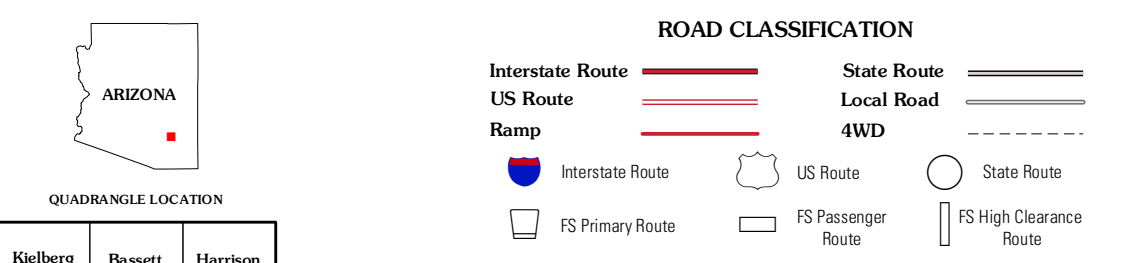 ARIZONA
QUADRANGLE LOCATION
Kielberg Bassett Harrison
ROAD CLASSIFICATION
Interstate Route State Route
US Route Local Road
Ramp 4WD
Interstate Route US Route State Route
FS Primary Route
FS Passenger
Route
FS High Clearance
Route